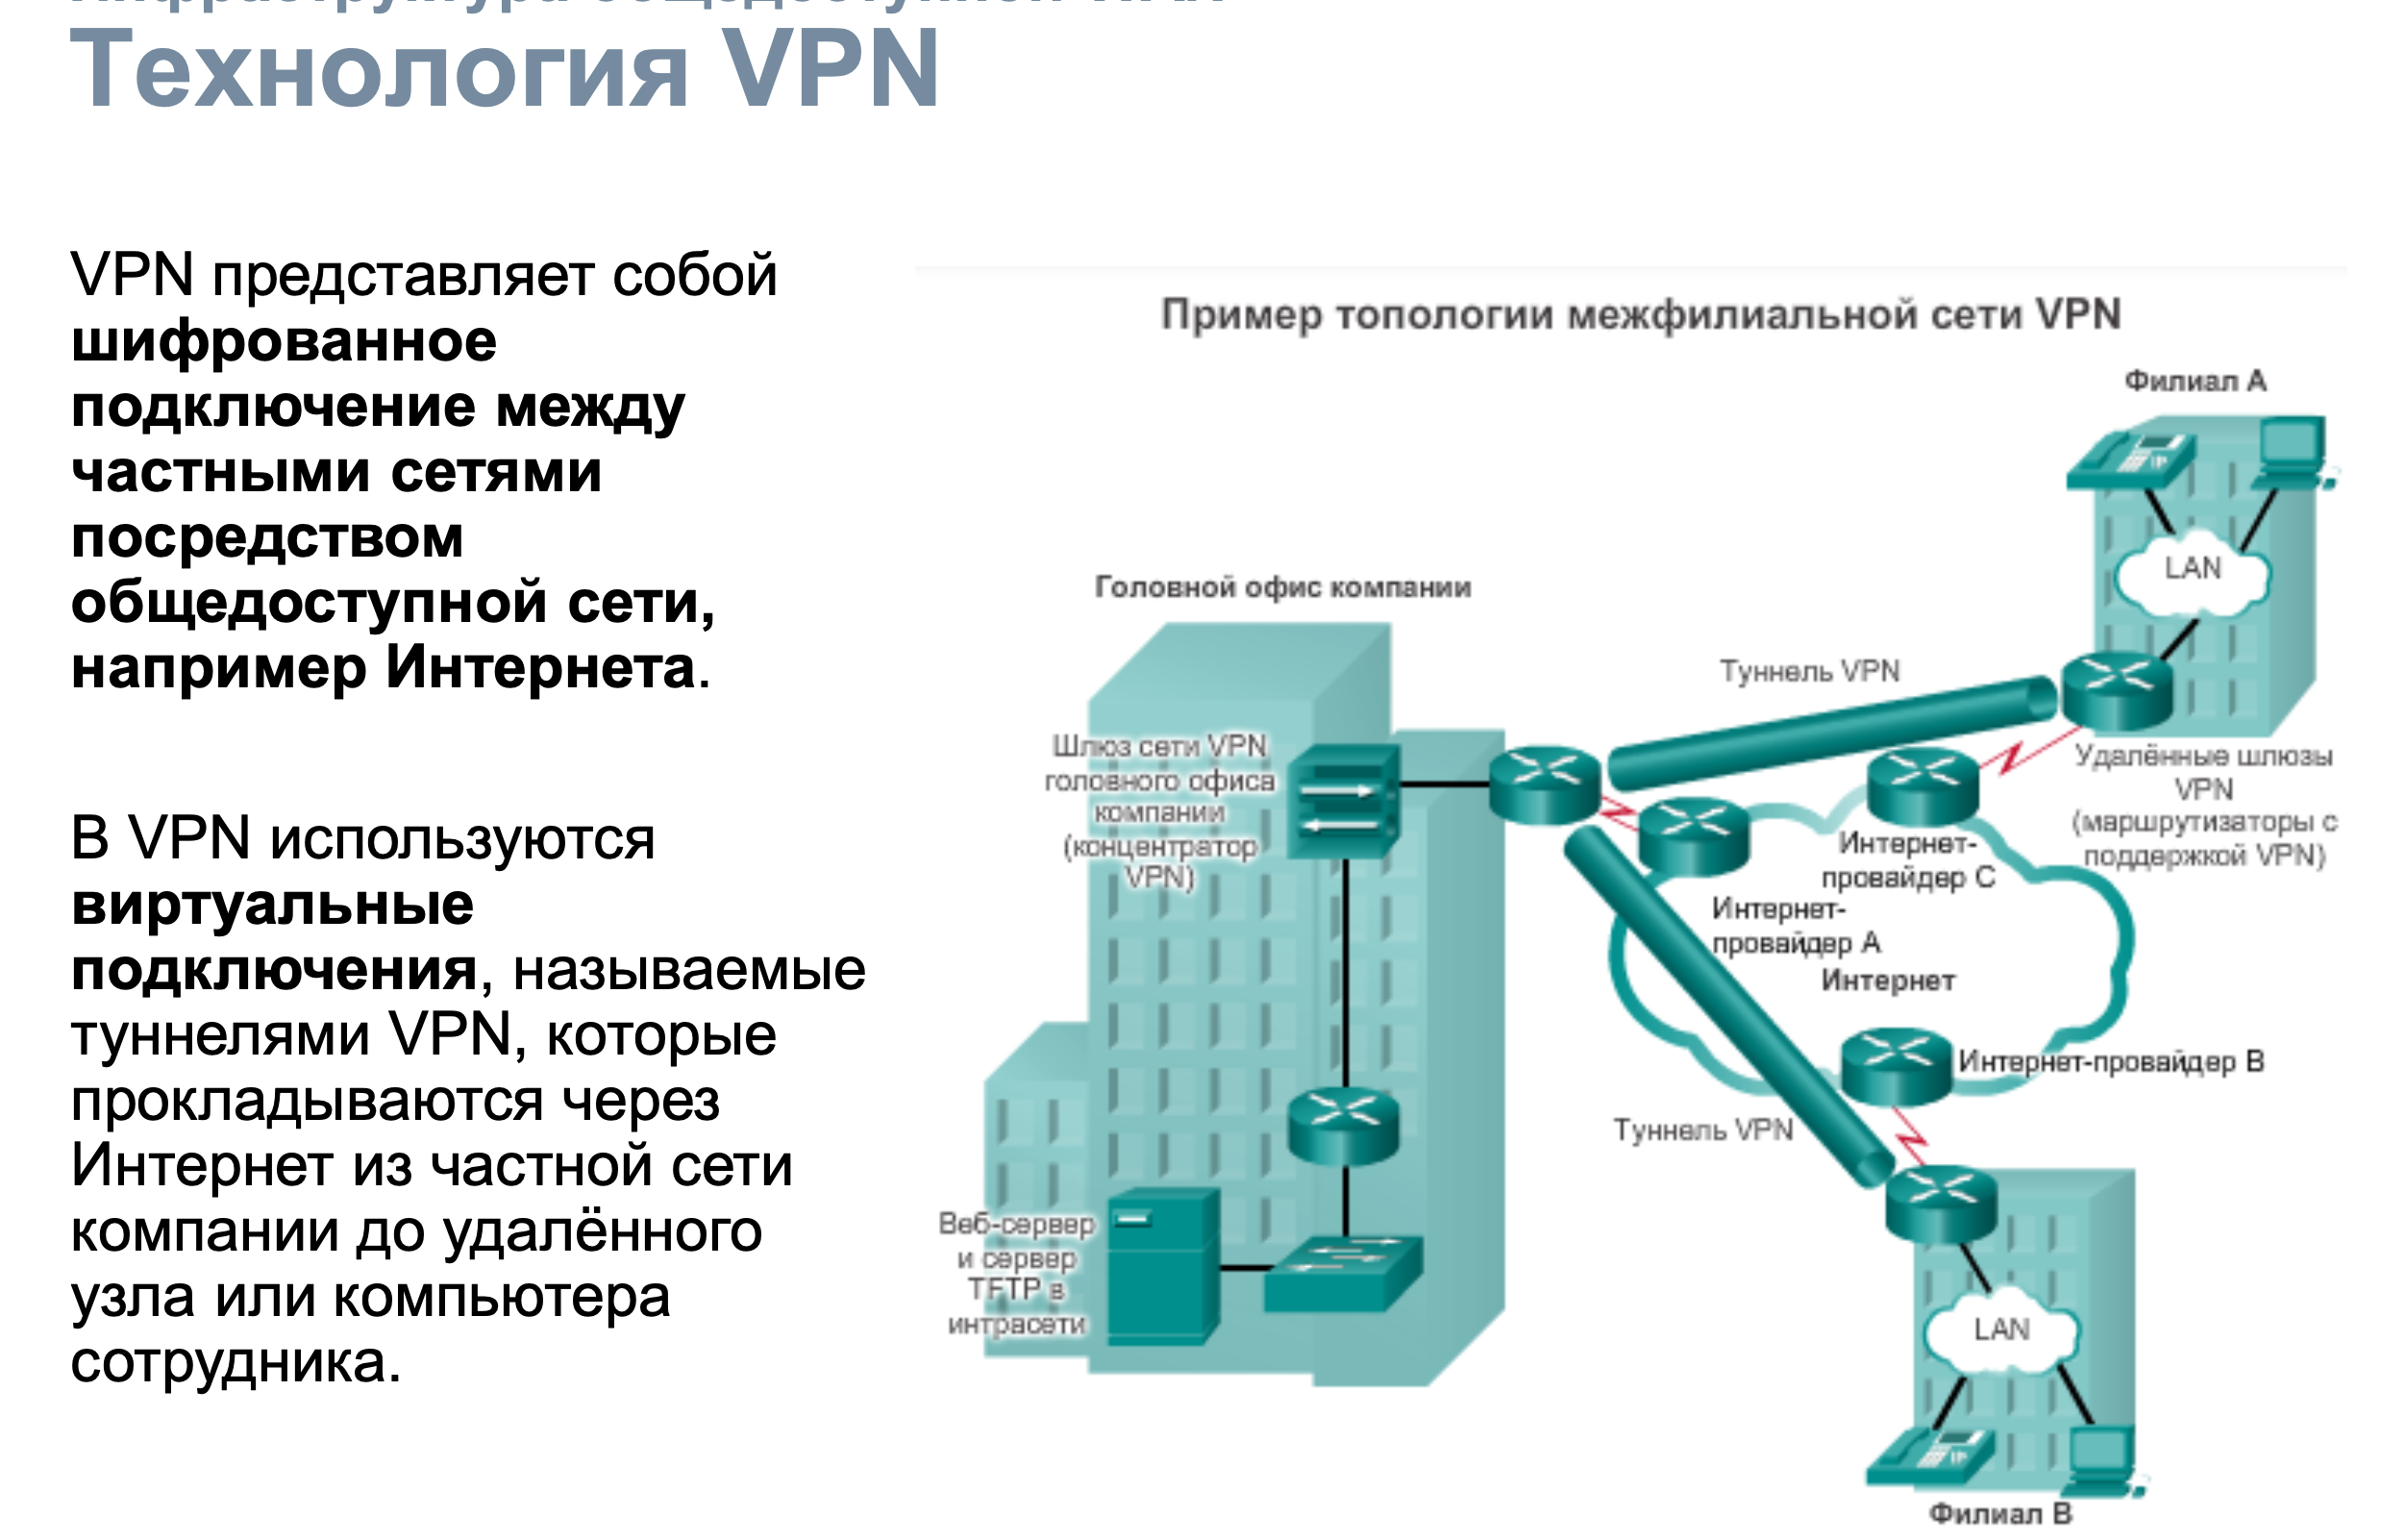 Инфраструктура общедоступной WAN
Технология VPN
VPN представляет собой
шифрованное
подключение между
частными сетями
посредством
общедоступной сети,
например Интернета.
В VPN используются
виртуальные
подключения, называемые
туннелями VPN, которые
прокладываются через
Интернет из частной сети
компании до удалённого
узла или компьютера
сотрудника.
Пример топологии межфилиальной сети VPN
Филиал A
LAN
Головной офис компании
Туннель VPN
Шлюз сети VPN
головного офиса
компании
(концентратор
VPN)
Удалённые шлюзы
VPN
(маршрутизаторы с
поддержкой VPN)
Интернет-
провайдер C
Интернет-
провайдер A
Интернет
Интернет-провайдер B
Туннель VPN
Веб-сервер
и сервер
TFTP в
интрасети
LAN
Филиал B